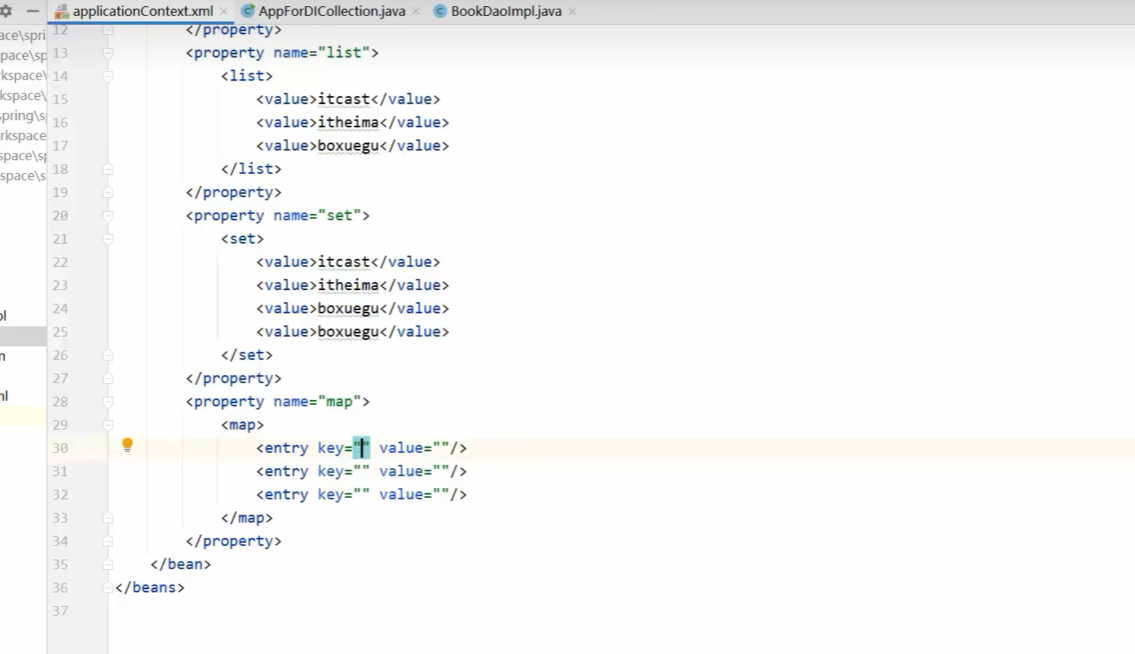 applicationContext.xml × AppForDICollection.java × BookDaoImpl.java ×
ace\spri
pace\sp
rkspace\
kspace\
spring\s
rkspace
space\sp
space\s
ol
n
nl
12 </property>
13 <property name="list">
14 <list>
15 <value>itcast</value>
16 <value>itheima</value>
17 <value>boxuegu</value>
18 </list>
19 </property>
20 <property name="set">
21 <set>
22 <value>itcast</value>
23 <value>itheima</value>
24 <value>boxuegu</value>
25 <value>boxuegu</value>
26 </set>
27 </property>
28 <property name="map">
29 <map>
30 <entry key="" value=""/>
31 <entry key="" value=""/>
32 <entry key="" value=""/>
33 </map>
34 </property>
35 </bean>
36 </beans>
37